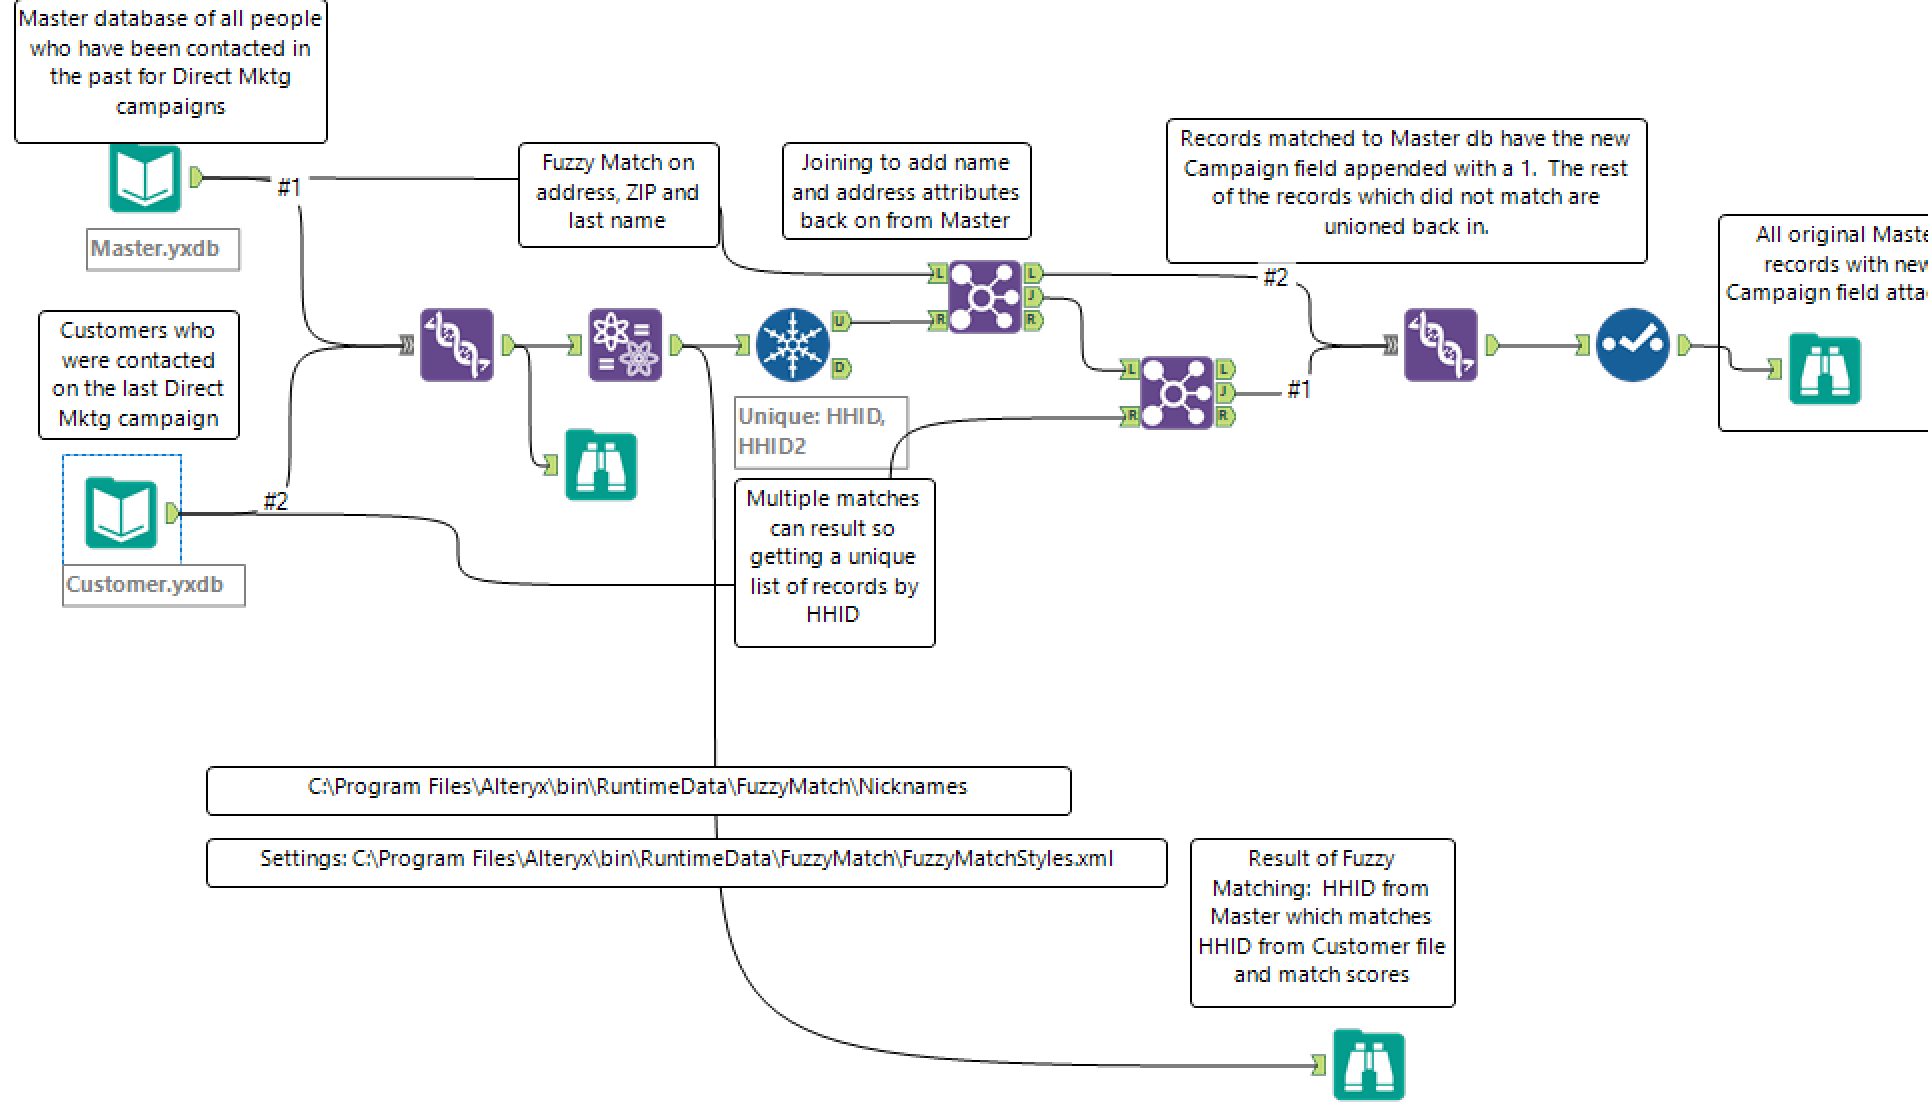 Master database of all people
who have been contacted in
the past for Direct Mktg
campaigns
#1
Master.yxdb
Customers who
were contacted
on the last Direct
Mktg campaign
#2
Customer.yxdb
Fuzzy Match on
address, ZIP and
last name
Joining to add name
and address attributes
back on from Master
L
R
L
J
R
U
D
Unique: HHID,
HHID2
Multiple matches
can result so
getting a unique
list of records by
HHID
L
R
L
J
R
Records matched to Master db have the new
Campaign field appended with a 1. The rest
of the records which did not match are
unioned back in.
#2
#1
All original
records with
Campaign field
C:\Program Files\Alteryx\bin\RuntimeData\FuzzyMatch\Nicknames
Settings: C:\Program Files\Alteryx\bin\RuntimeData\FuzzyMatch\FuzzyMatchStyles.xml
Result of Fuzzy
Matching: HHID from
Master which matches
HHID from Customer file
and match scores